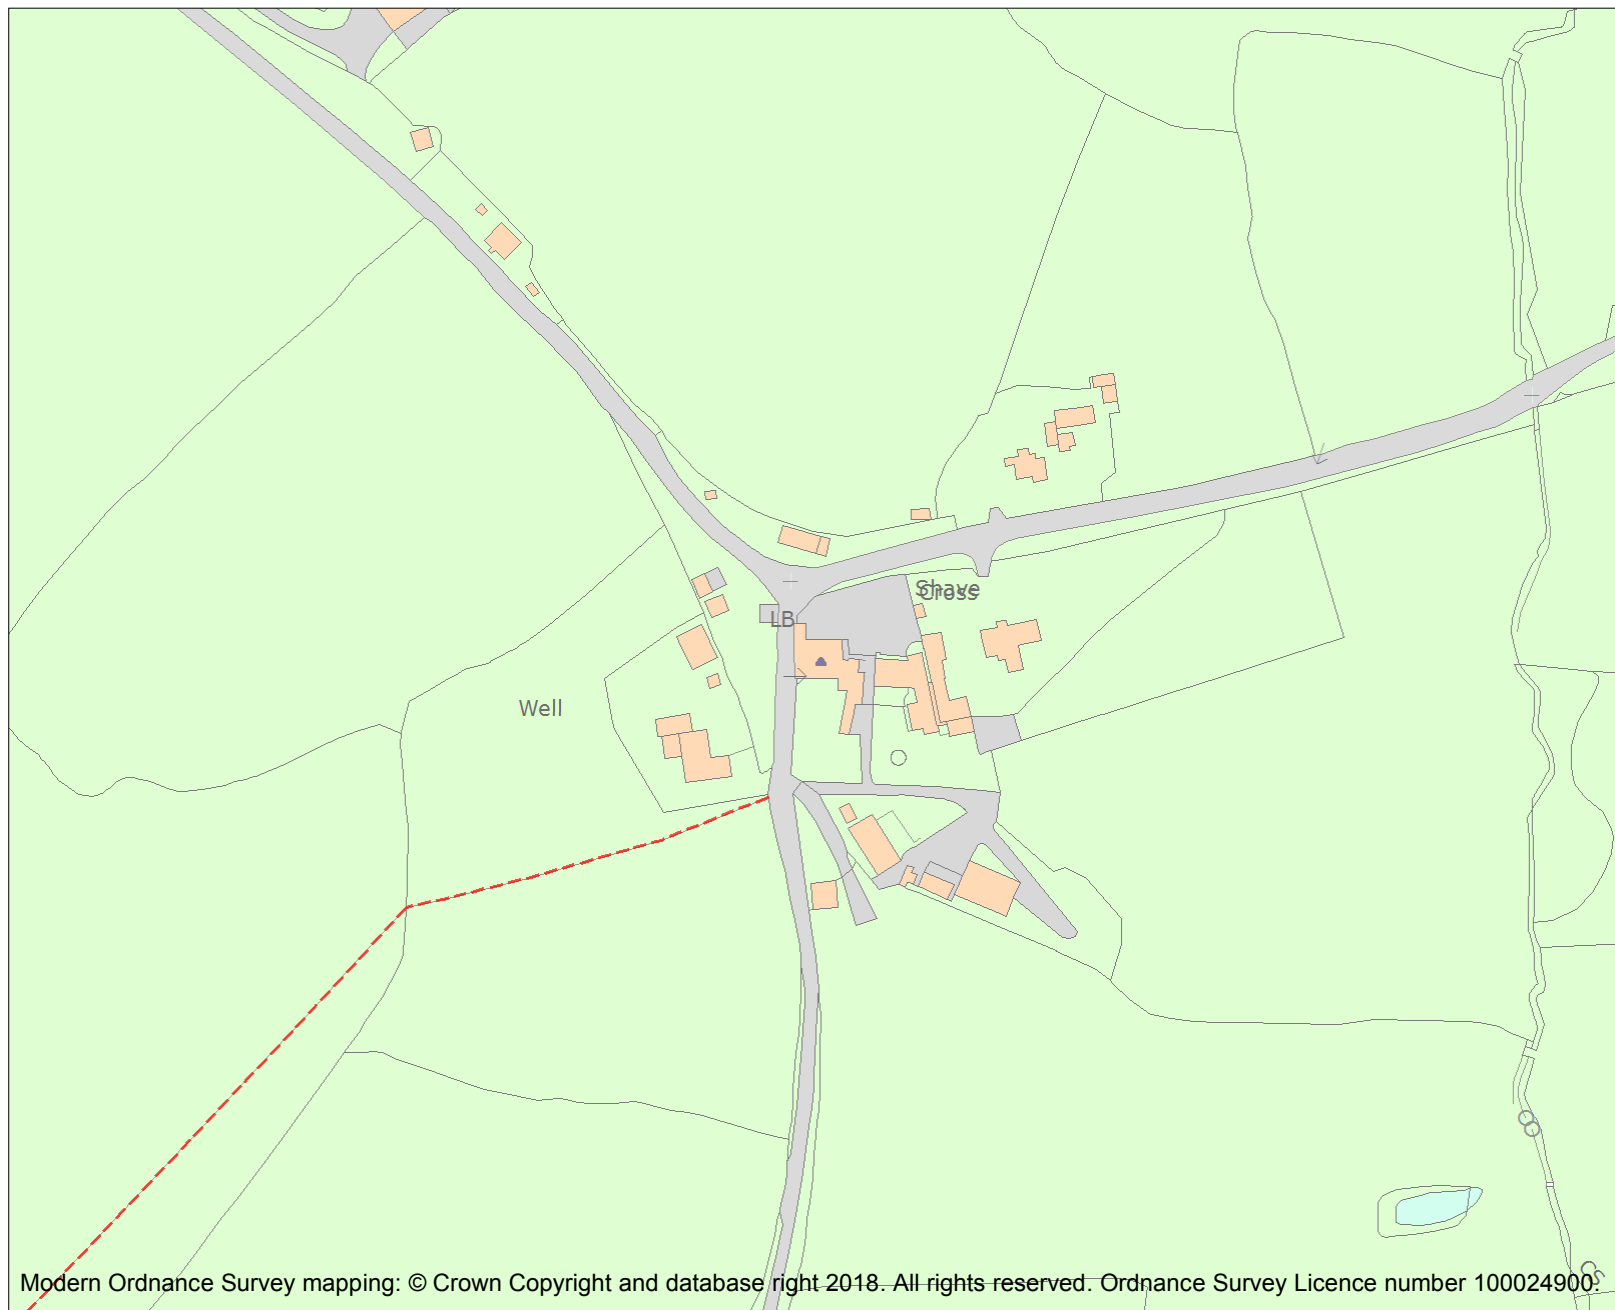 Shave
Cross
LB
Well
CS
Modern Ordnance Survey mapping: © Crown Copyright and database right 2018. All rights reserved. Ordnance Survey Licence number 100024900.